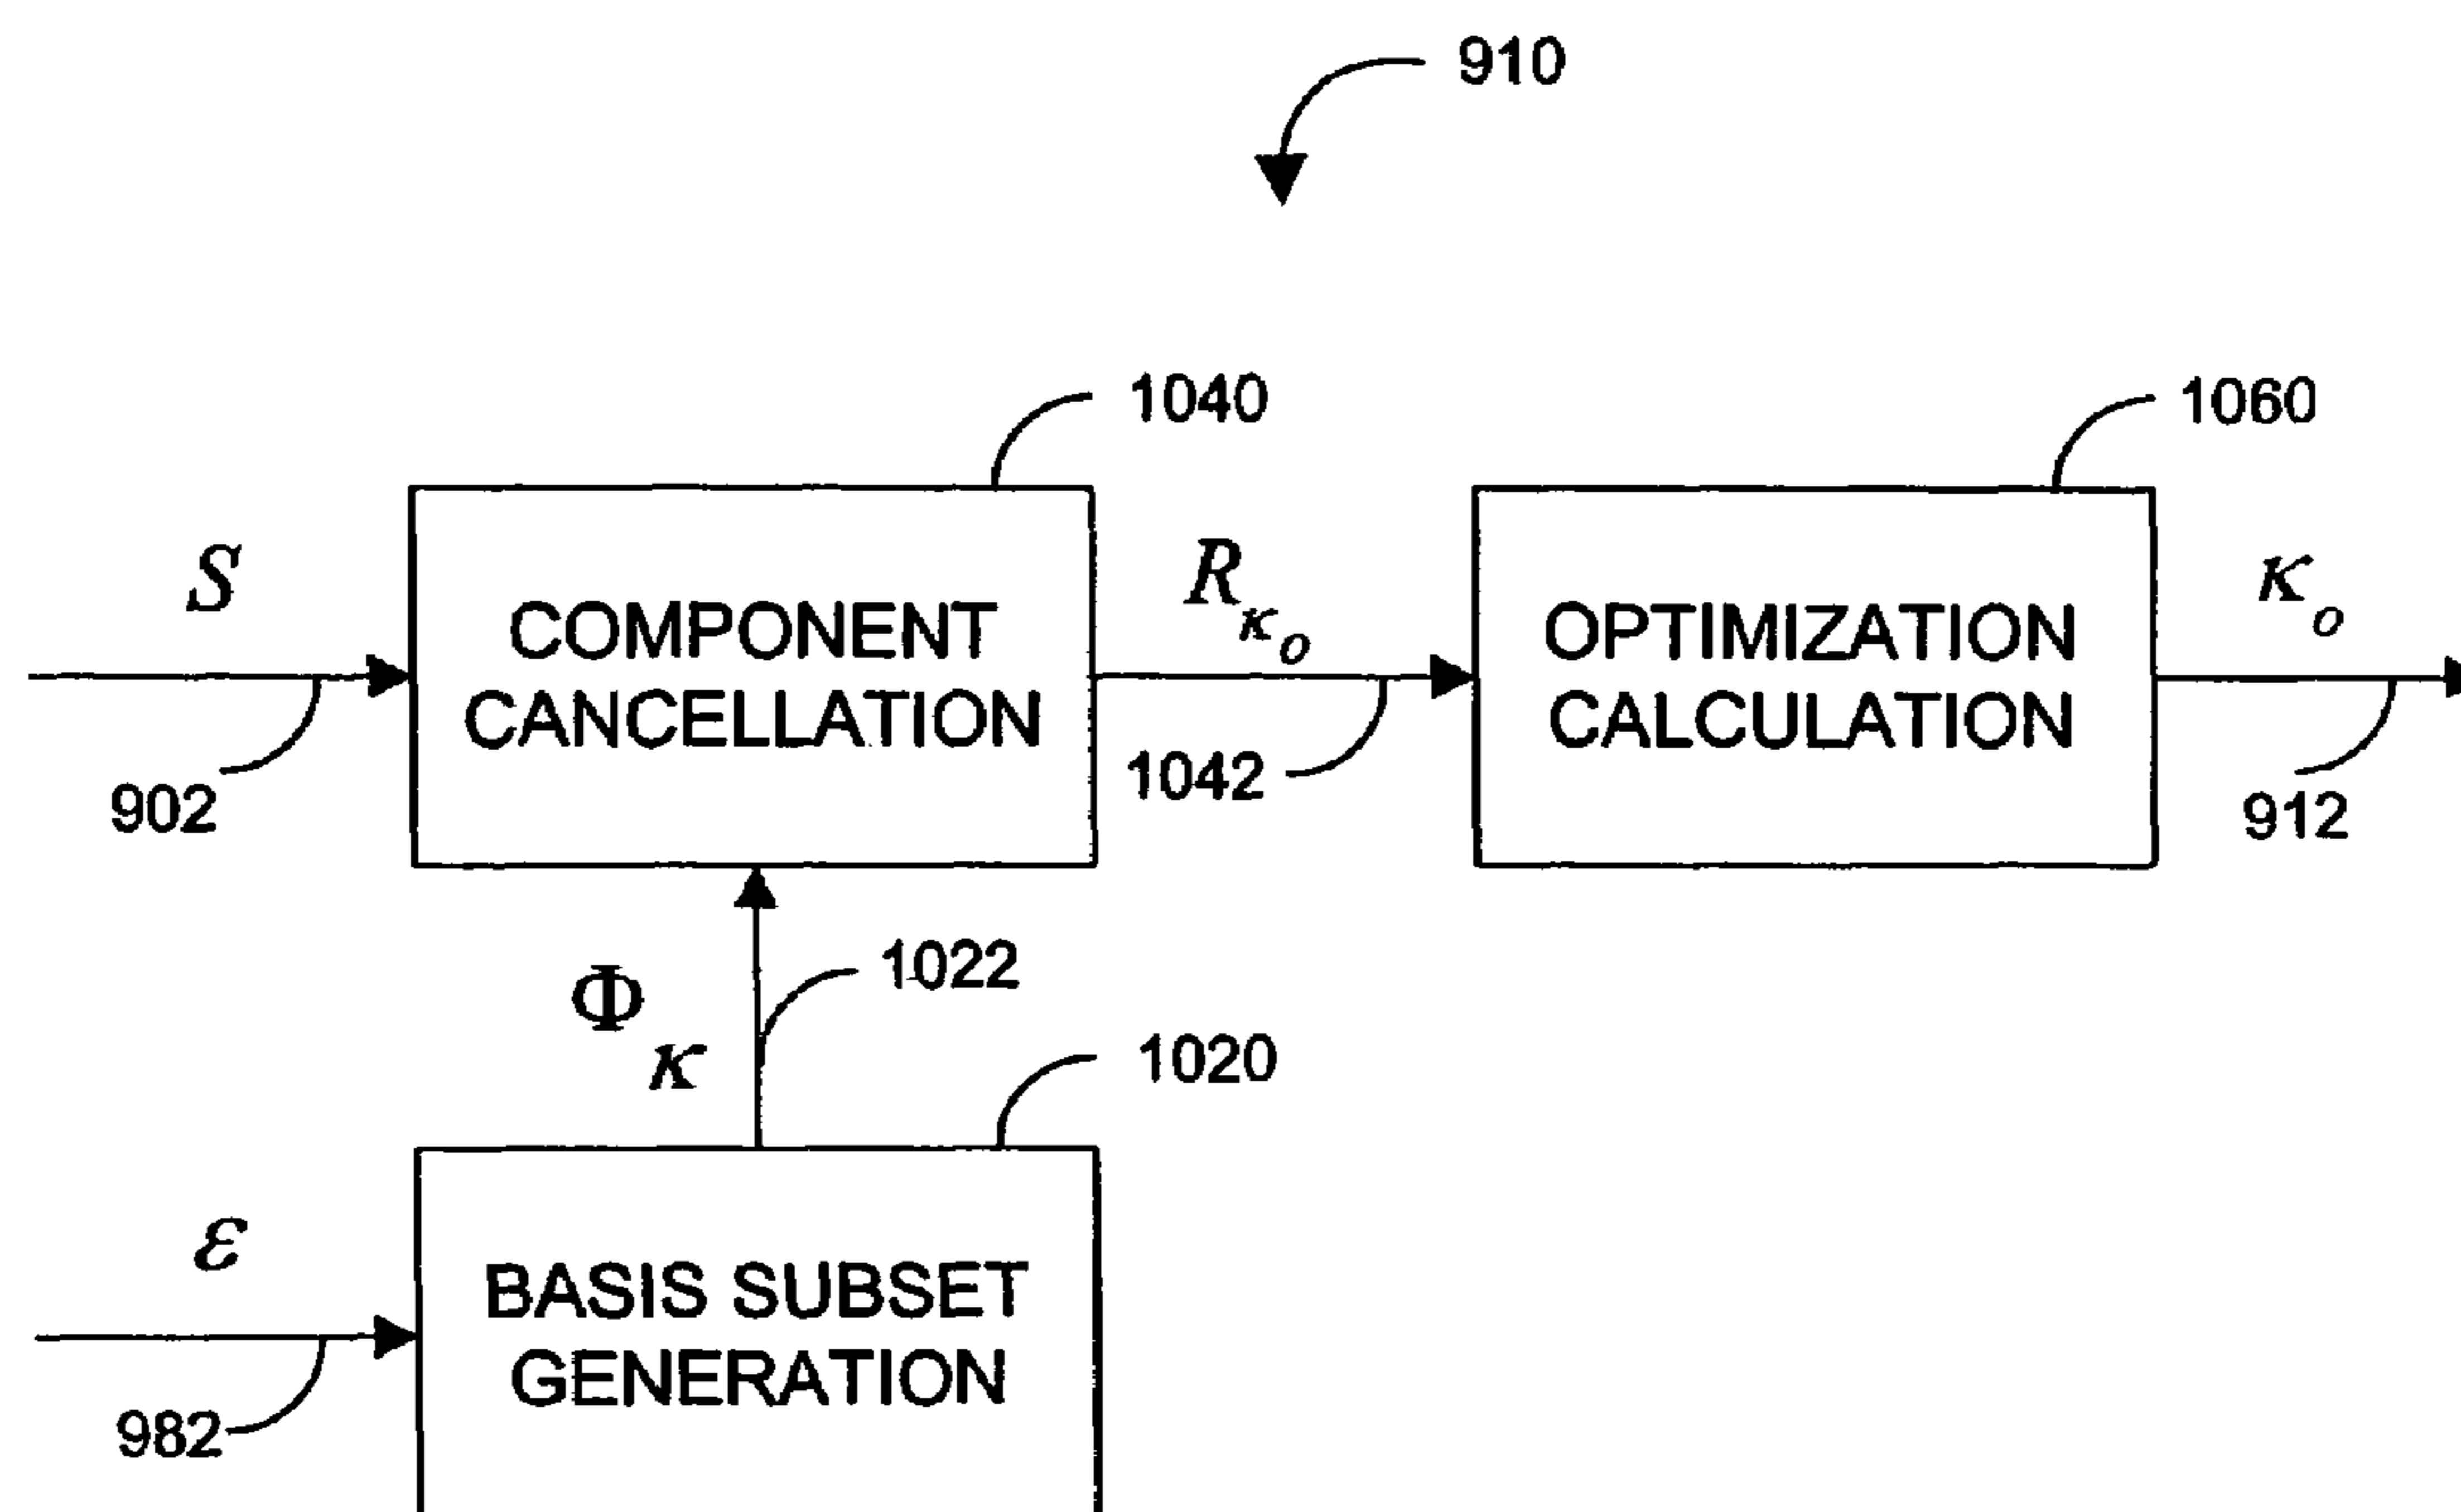 910
1040
1060
S
R κ o
κ o
COMPONENT
CANCELLATION
OPTIMIZATION
CALCULATION
902
1042
912
Φ κ
1022
1020
ε
BASIS SUBSET
GENERATION
982